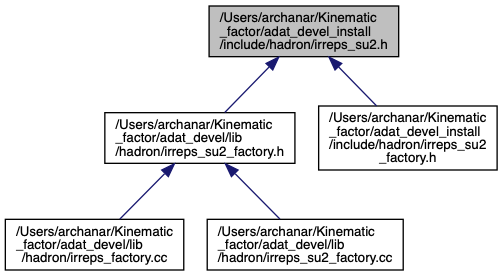 /Users/archanar/Kinematic
_factor/adat_devel_install
/include/hadron/irreps_su2.h
/Users/archanar/Kinematic
_factor/adat_devel/lib
/hadron/irreps_su2_factory.h
/Users/archanar/Kinematic
_factor/adat_devel_install
/include/hadron/irreps_su2
_factory.h
/Users/archanar/Kinematic
_factor/adat_devel/lib
/hadron/irreps_factory.cc
/Users/archanar/Kinematic
_factor/adat_devel/lib
/hadron/irreps_su2_factory.cc